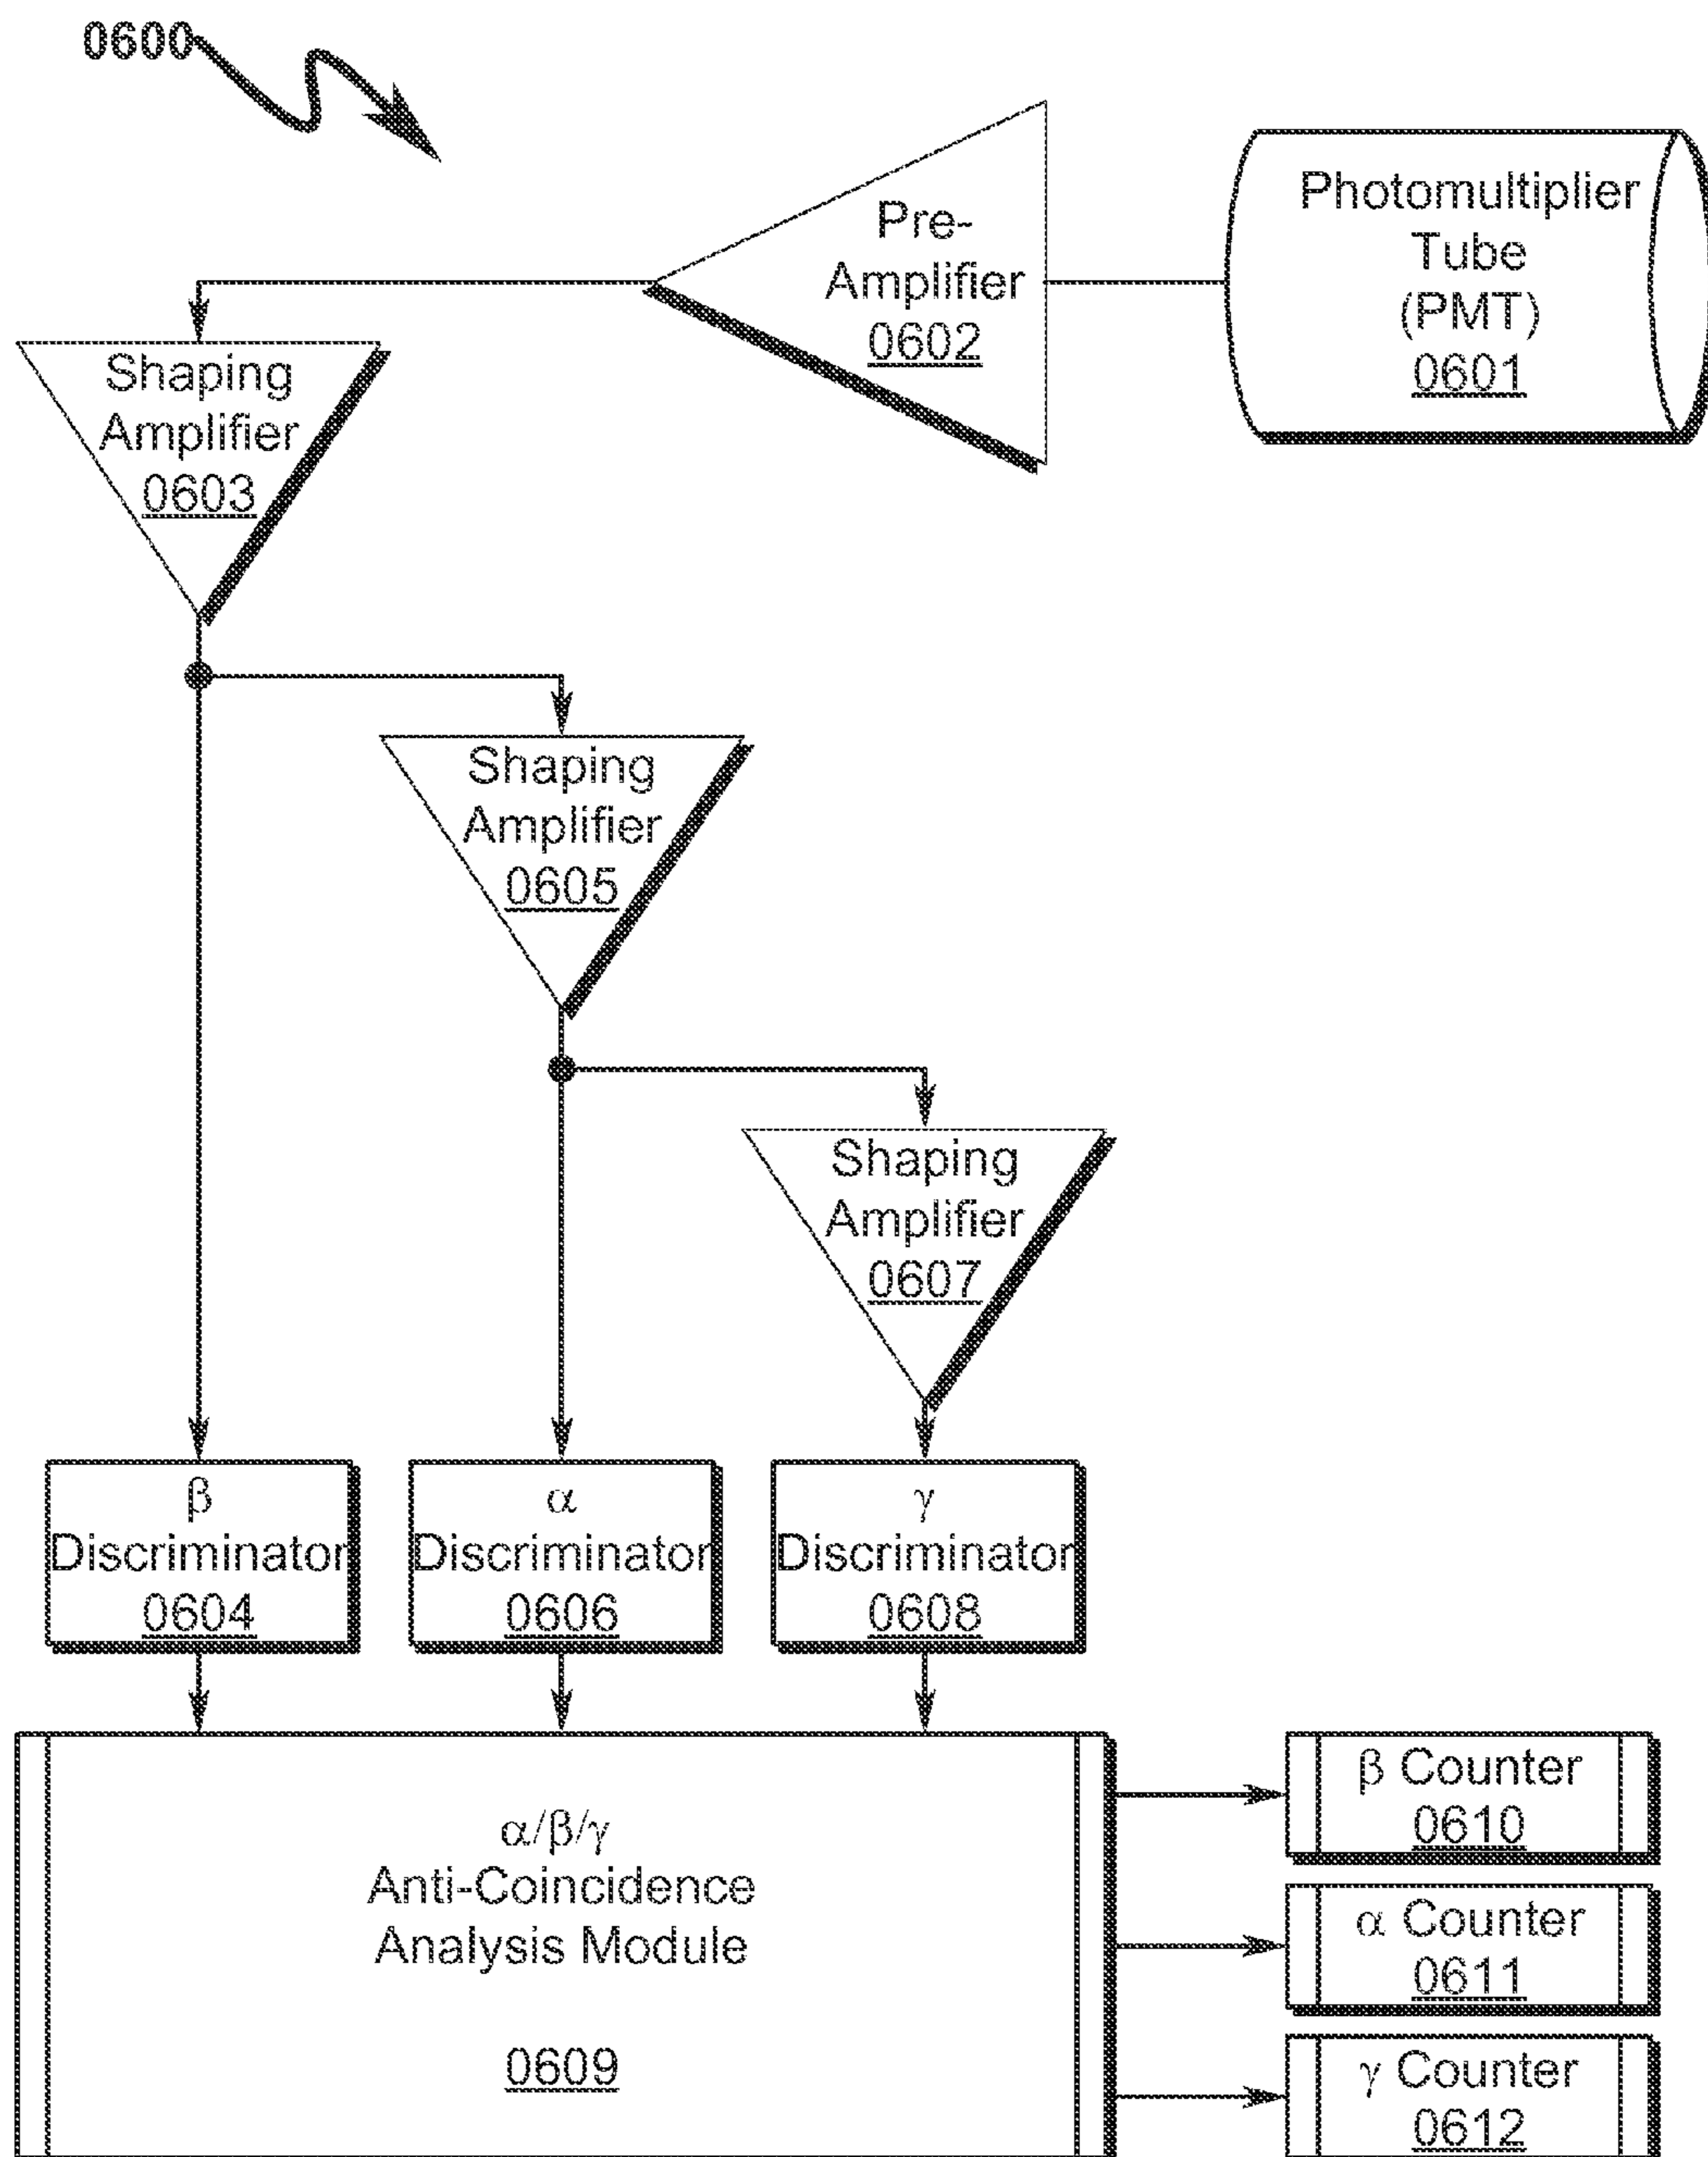 0600
Photomultiplier
Tube
(PMT)
0601
Pre-
Amplifier
0602
Shaping
Amplifier
0603
Shaping
Amplifier
0605
Shaping
Amplifier
0607
β
Discriminator
0604
α
Discriminator
0606
γ
Discriminator
0608
α/β/γ
Anti-Coincidence
Analysis Module
0609
β Counter
0610
α Counter
0611
γ Counter
0612